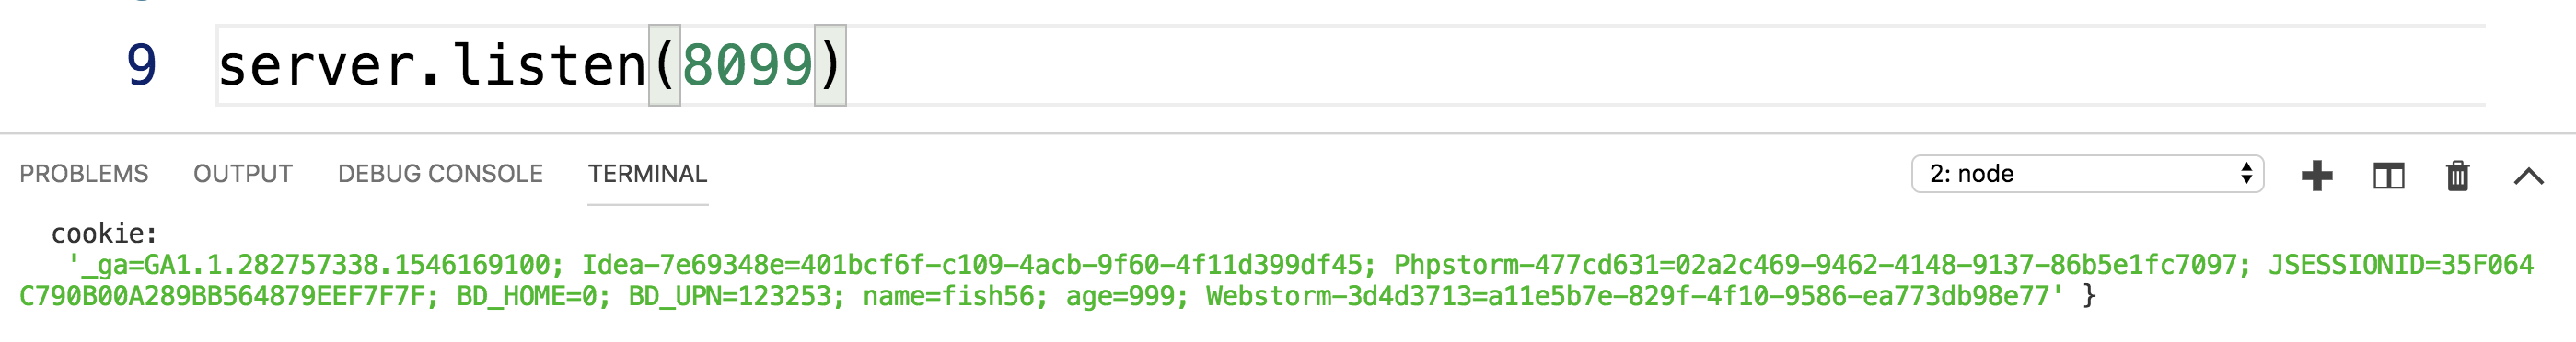 9 server.listen(8099)
PROBLEMS OUTPUT DEBUG CONSOLE TERMINAL 2: node
cookie:
'_ga=GA1.1.282757338.1546169100; Idea-7e69348e=401bcf6f-c109-4acb-9f60-4f11d399df45; Phpstorm-477cd631=02a2c469-9462-4148-9137-86b5e1fc7097; JSESSIONID=35F064
C790B00A289BB564879EEF7F7F; BD_HOME=0; BD_UPN=123253; name=fish56; age=999; Webstorm-3d4d3713=a11e5b7e-829f-4f10-9586-ea773db98e77' }